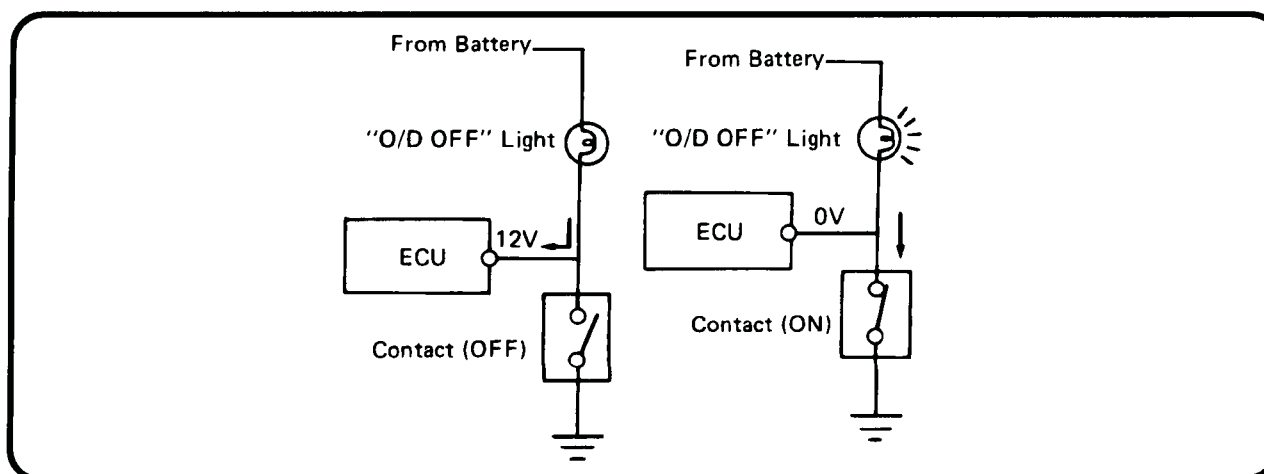 From Battery
"O/D OFF" Light
12V
ECU
Contact (OFF)
From Battery
"O/D OFF" Light
0V
ECU
Contact (ON)